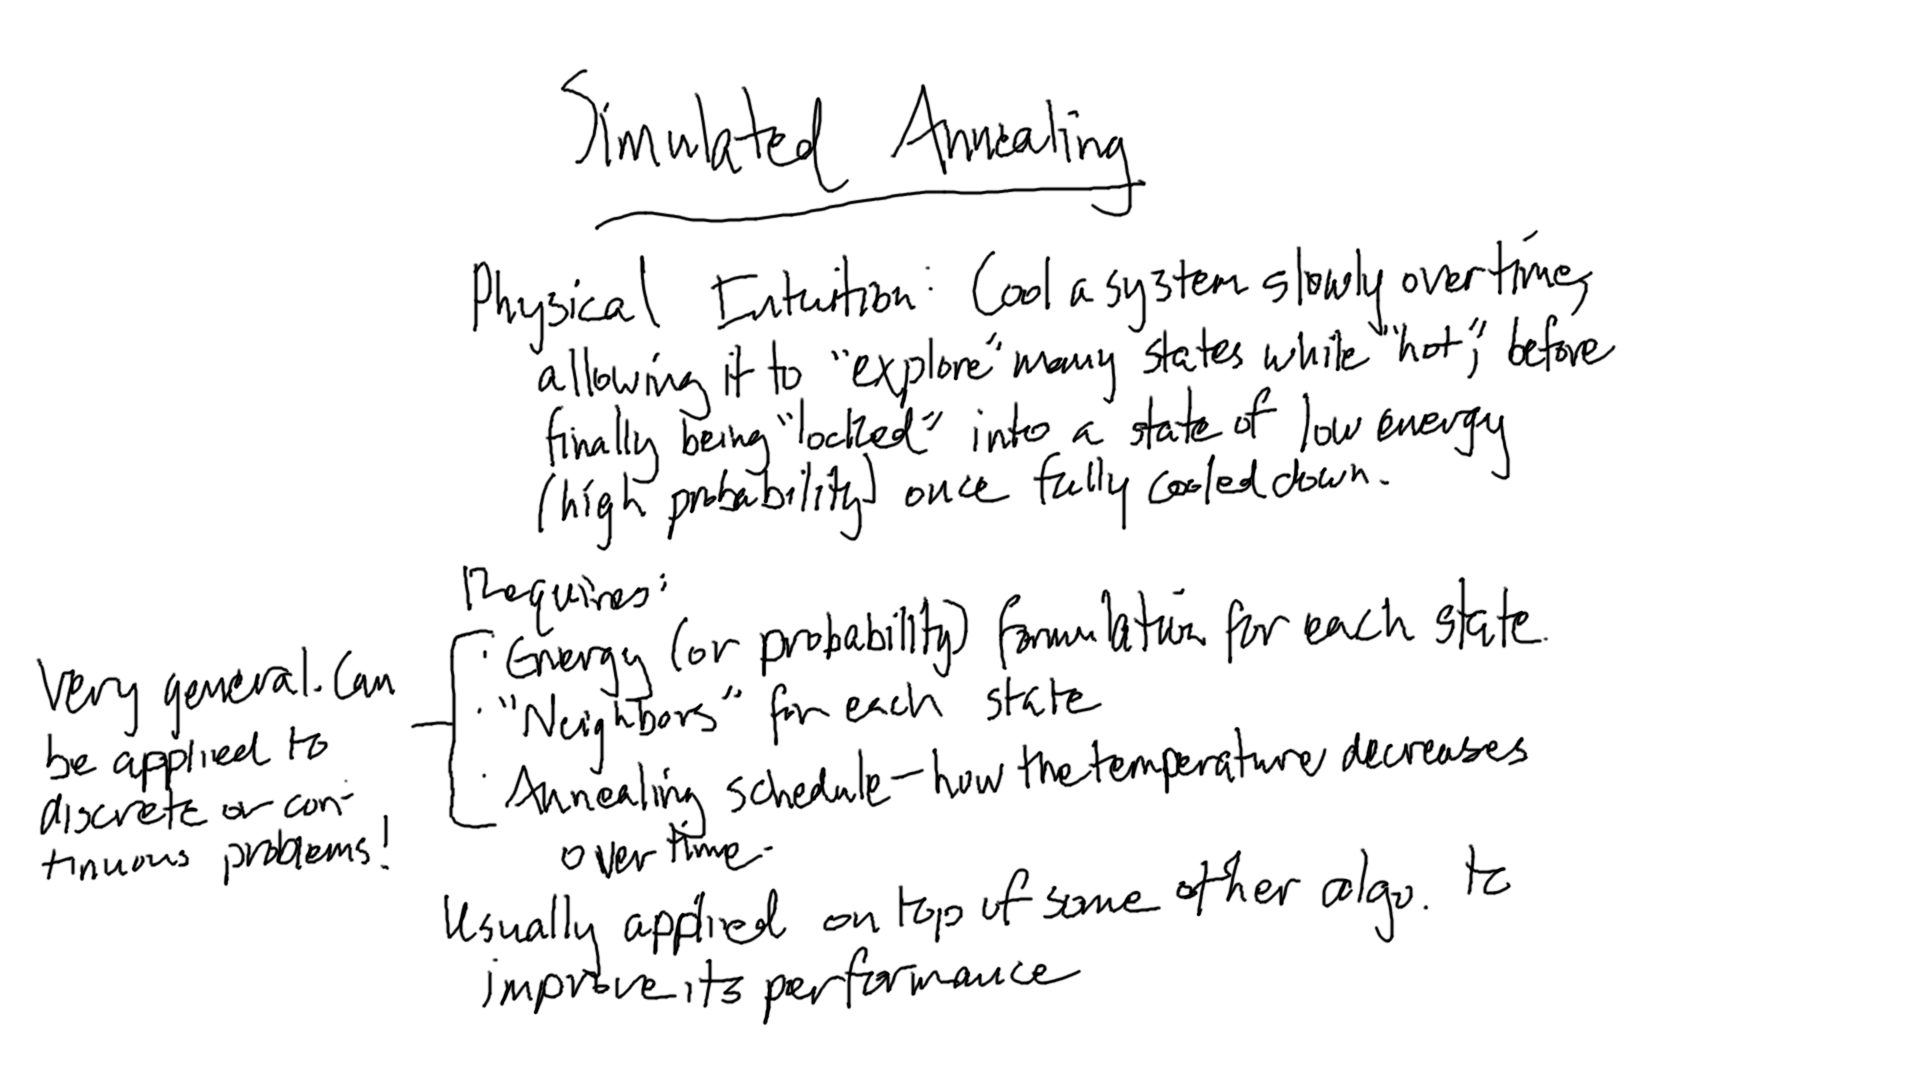 Simulated Annealing
Physical Intuition: Cool a system slowly over time,
allowing it to "explore" many states while "hot", before
finally being "locked" into a state of low energy
(high probability) once fully cooled down.
Requires:
· Energy (or probability) formulation for each state.
· "Neighbors" for each state
· Annealing schedule – how the temperature decreases
over time.
Very general. Can
be applied to
discrete or con-
tinuous problems!
Usually applied on top of some other algo. to
improve its performance